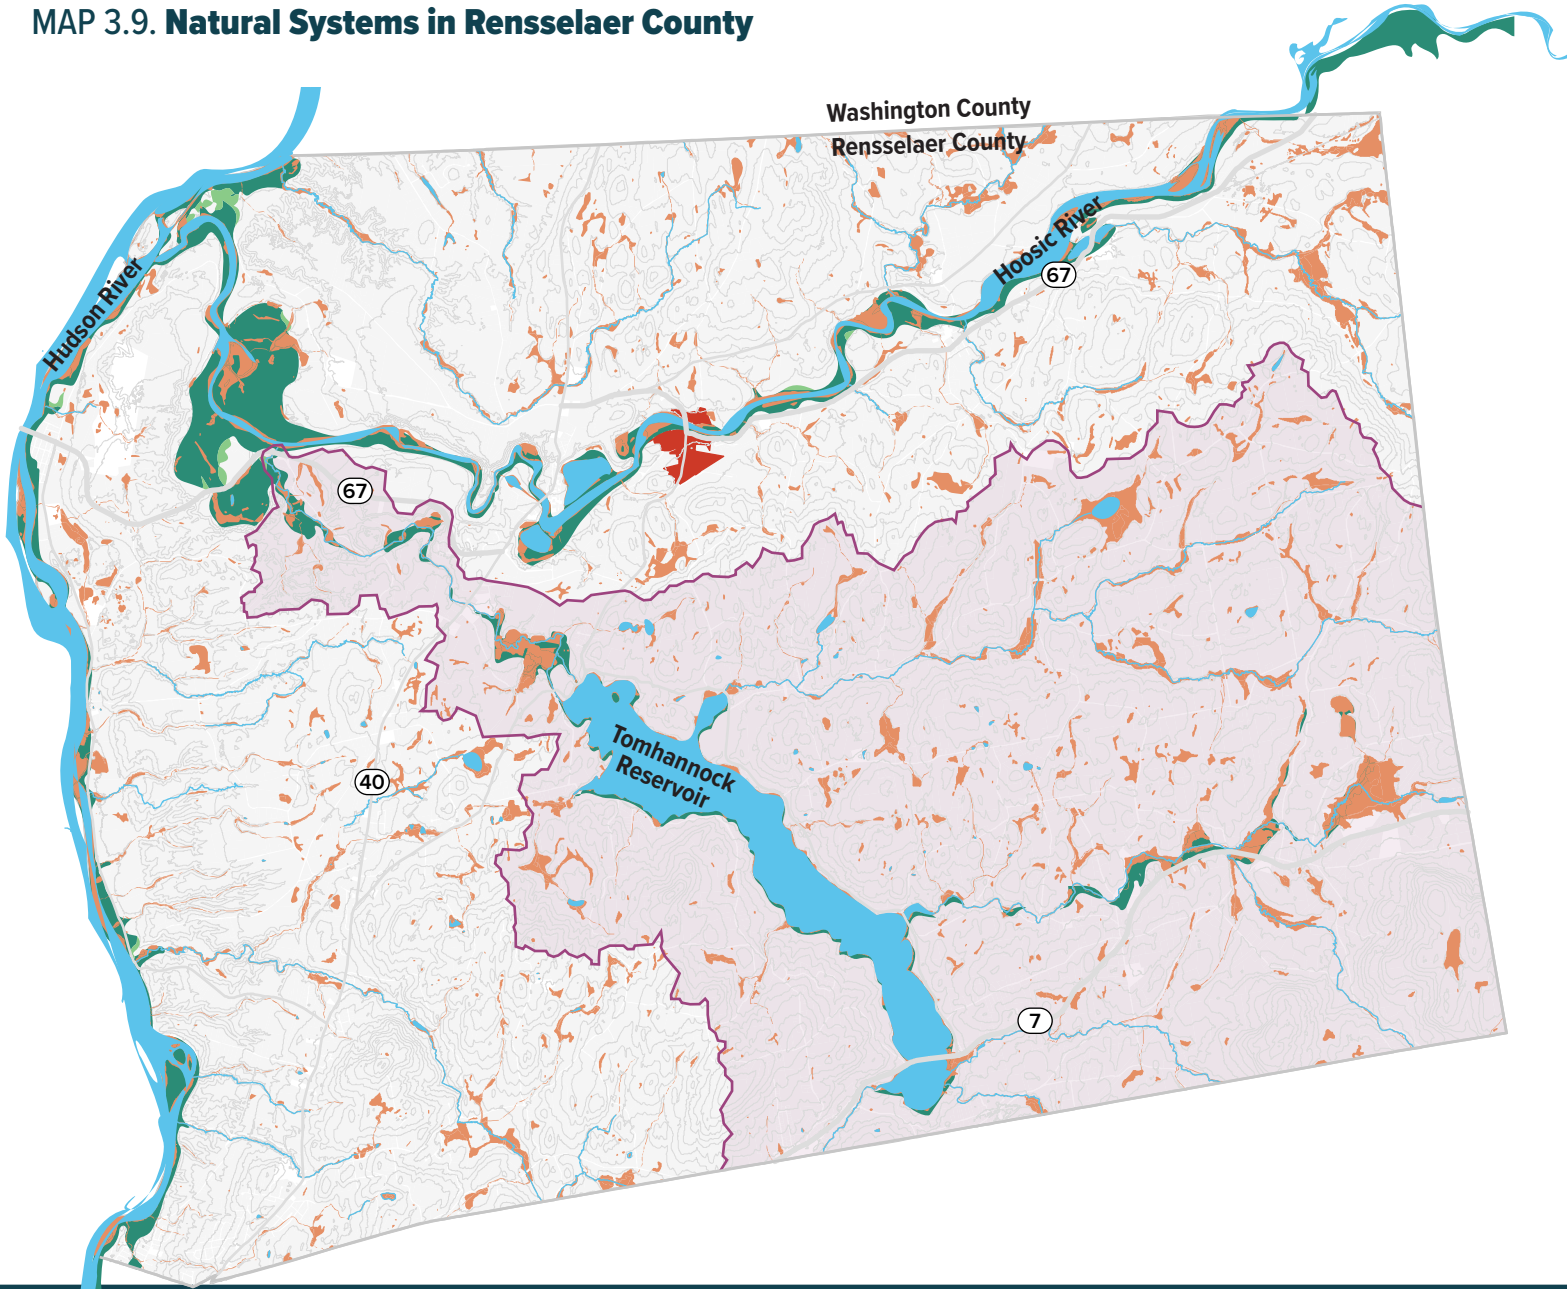 MAP 3.9. Natural Systems in Rensselaer County
Washington County
Rensselaer County
Hoosic River
67
Hudson River
67
Tomhannock
Reservoir
40
7